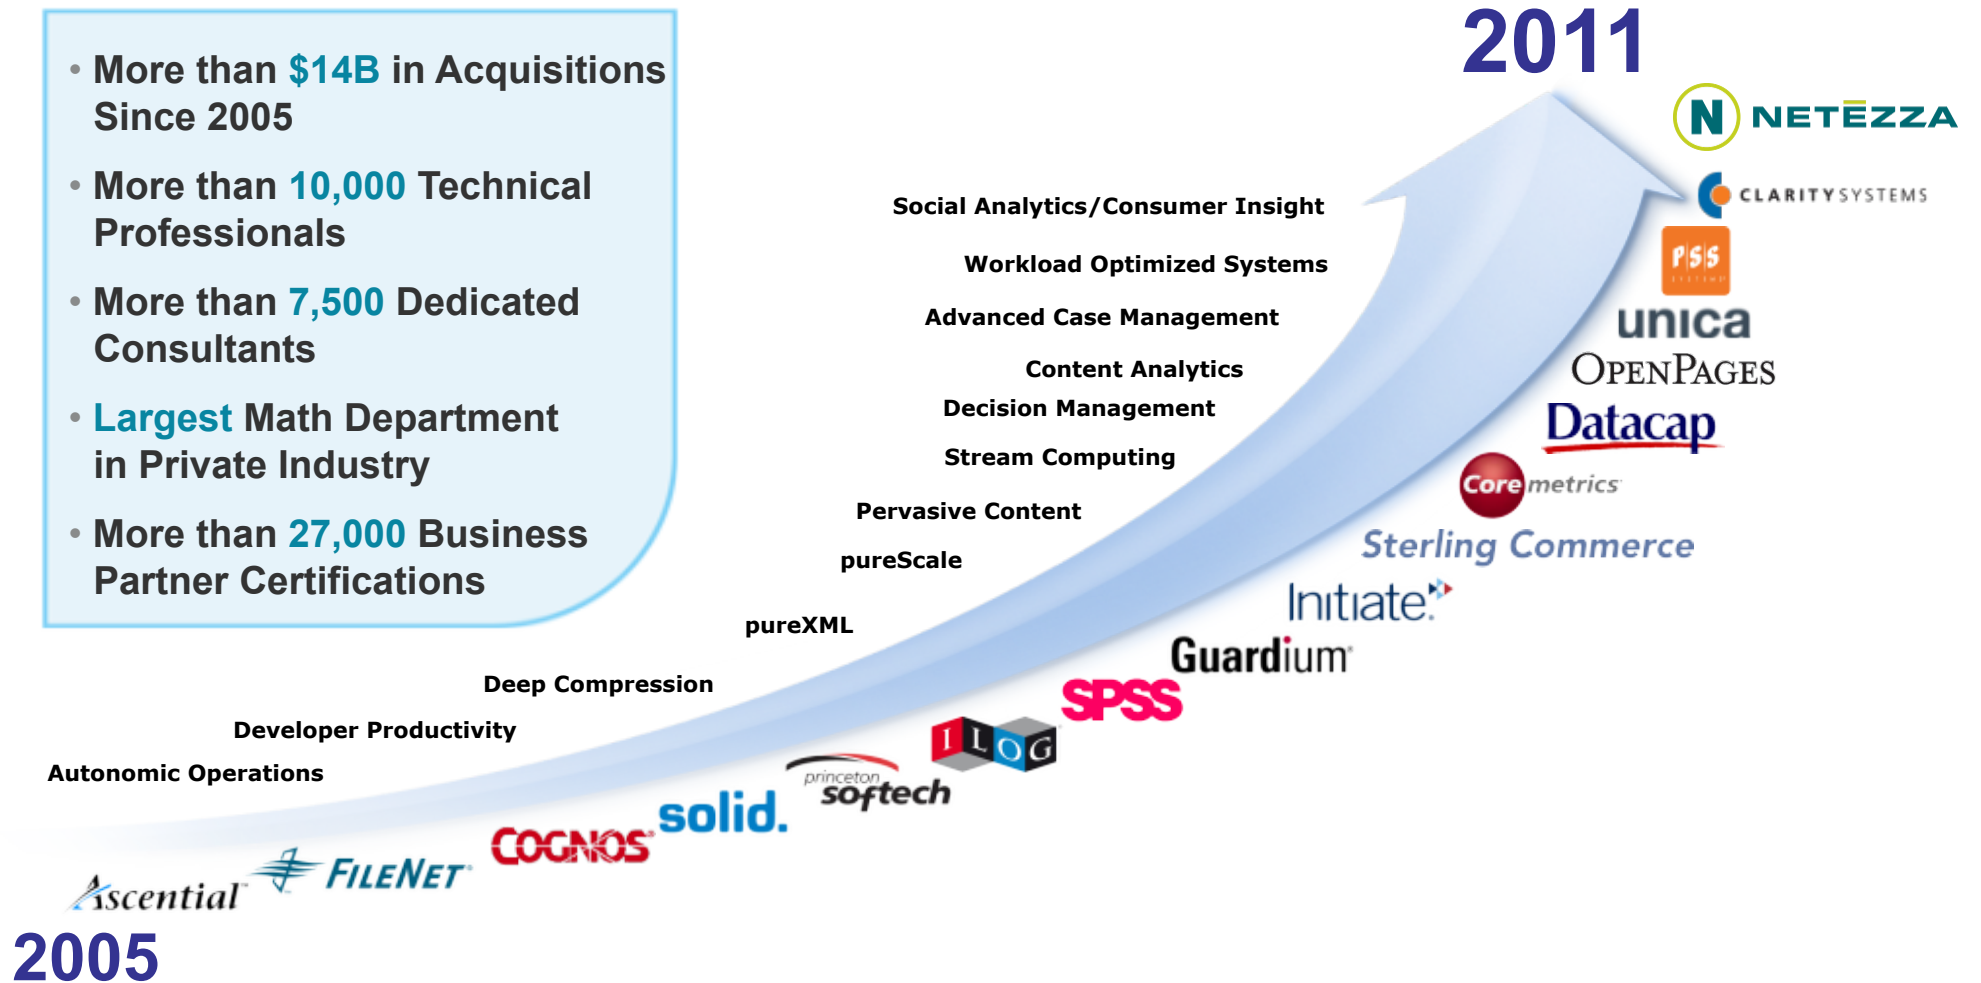 • More than $14B in Acquisitions
Since 2005
• More than 10,000 Technical
Professionals
• More than 7,500 Dedicated
Consultants
• Largest Math Department
in Private Industry
• More than 27,000 Business
Partner Certifications
2011
NETĒZZA
N
CLARITY SYSTEMS
PSS
SYSTEMS
unica
OPENPAGES
Datacap
Coremetrics
Sterling Commerce
Initiate.
Guardium
SPSS
ILOG
princeton
softech
solid.
COGNOS
FILENET
Ascential
2005
Social Analytics/Consumer Insight
Workload Optimized Systems
Advanced Case Management
Content Analytics
Decision Management
Stream Computing
Pervasive Content
pureScale
pureXML
Deep Compression
Developer Productivity
Autonomic Operations